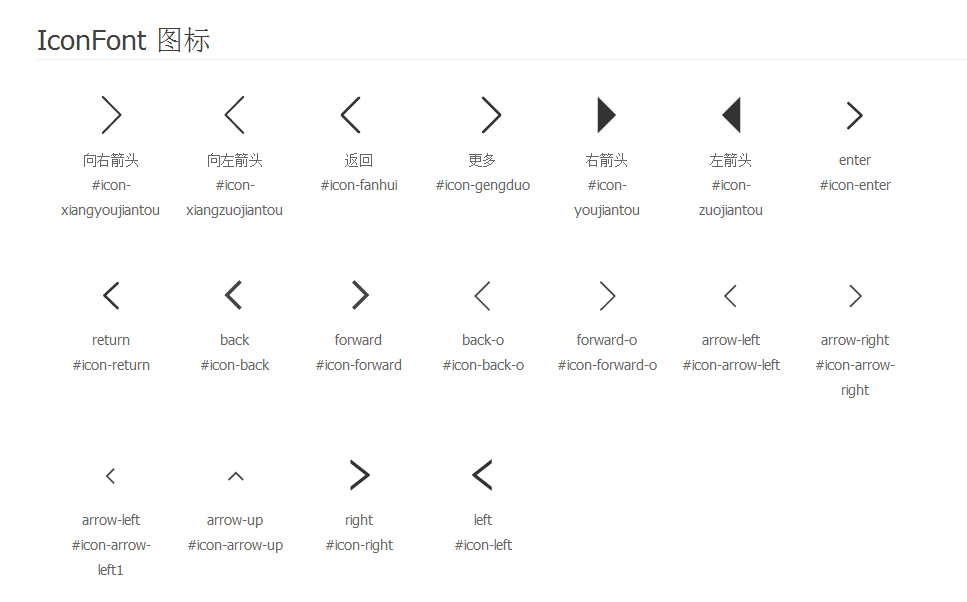 IconFont 图标
向右箭头
#icon-
xiangyoujiantou
向左箭头
#icon-
xiangzuojiantou
返回
#icon-fanhui
更多
#icon-gengduo
右箭头
#icon-
youjiantou
左箭头
#icon-
zuojiantou
enter
#icon-enter
return
#icon-return
back
#icon-back
forward
#icon-forward
back-o
#icon-back-o
forward-o
#icon-forward-o
arrow-left
#icon-arrow-left
arrow-right
#icon-arrow-
right
arrow-left
#icon-arrow-
left1
arrow-up
#icon-arrow-up
right
#icon-right
left
#icon-left